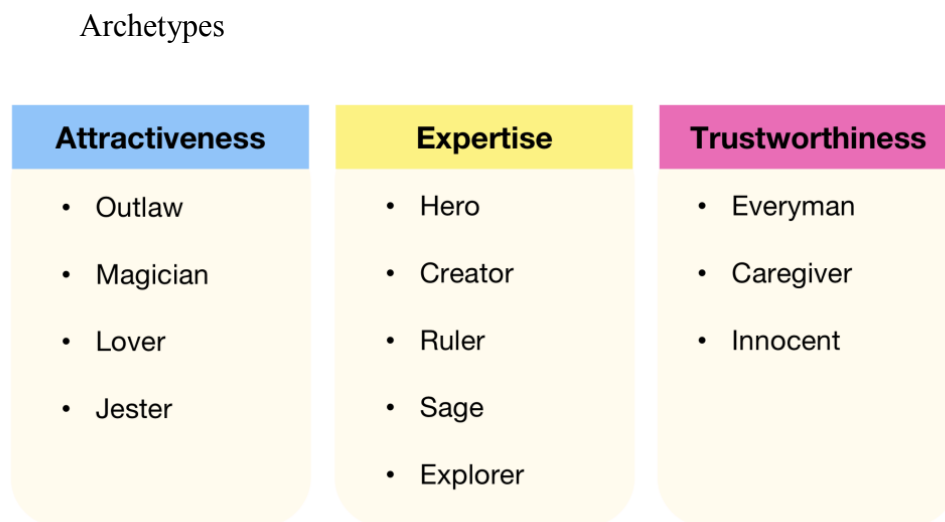 Archetypes
Attractiveness
• Outlaw
• Magician
• Lover
• Jester
Expertise
• Hero
• Creator
• Ruler
• Sage
• Explorer
Trustworthiness
• Everyman
• Caregiver
• Innocent